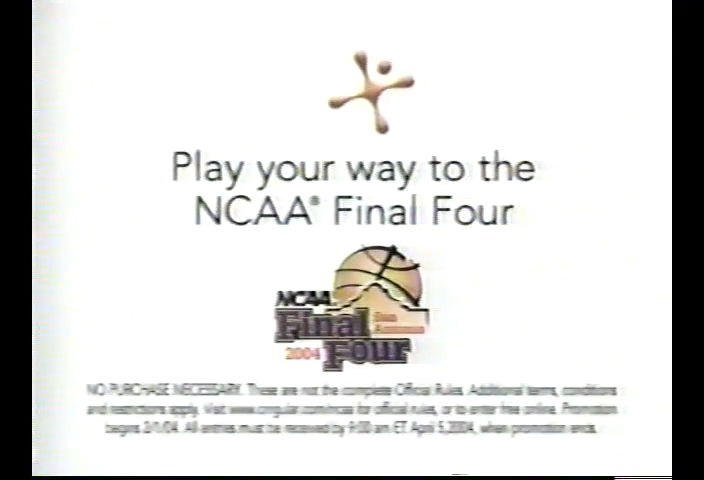 Play your way to the
NCAA® Final Four
NCAA
Final San Antonio
2004 Four
NO PURCHASE NECESSARY. These are not the complete Official Rules. Additional terms, conditions
and restrictions apply. Visit www.cingular.com/ncaa for official rules, or to enter free online. Promotion
begins 2/1/04. All entries must be received by 9:00 am ET April 5, 2004, when promotion ends.